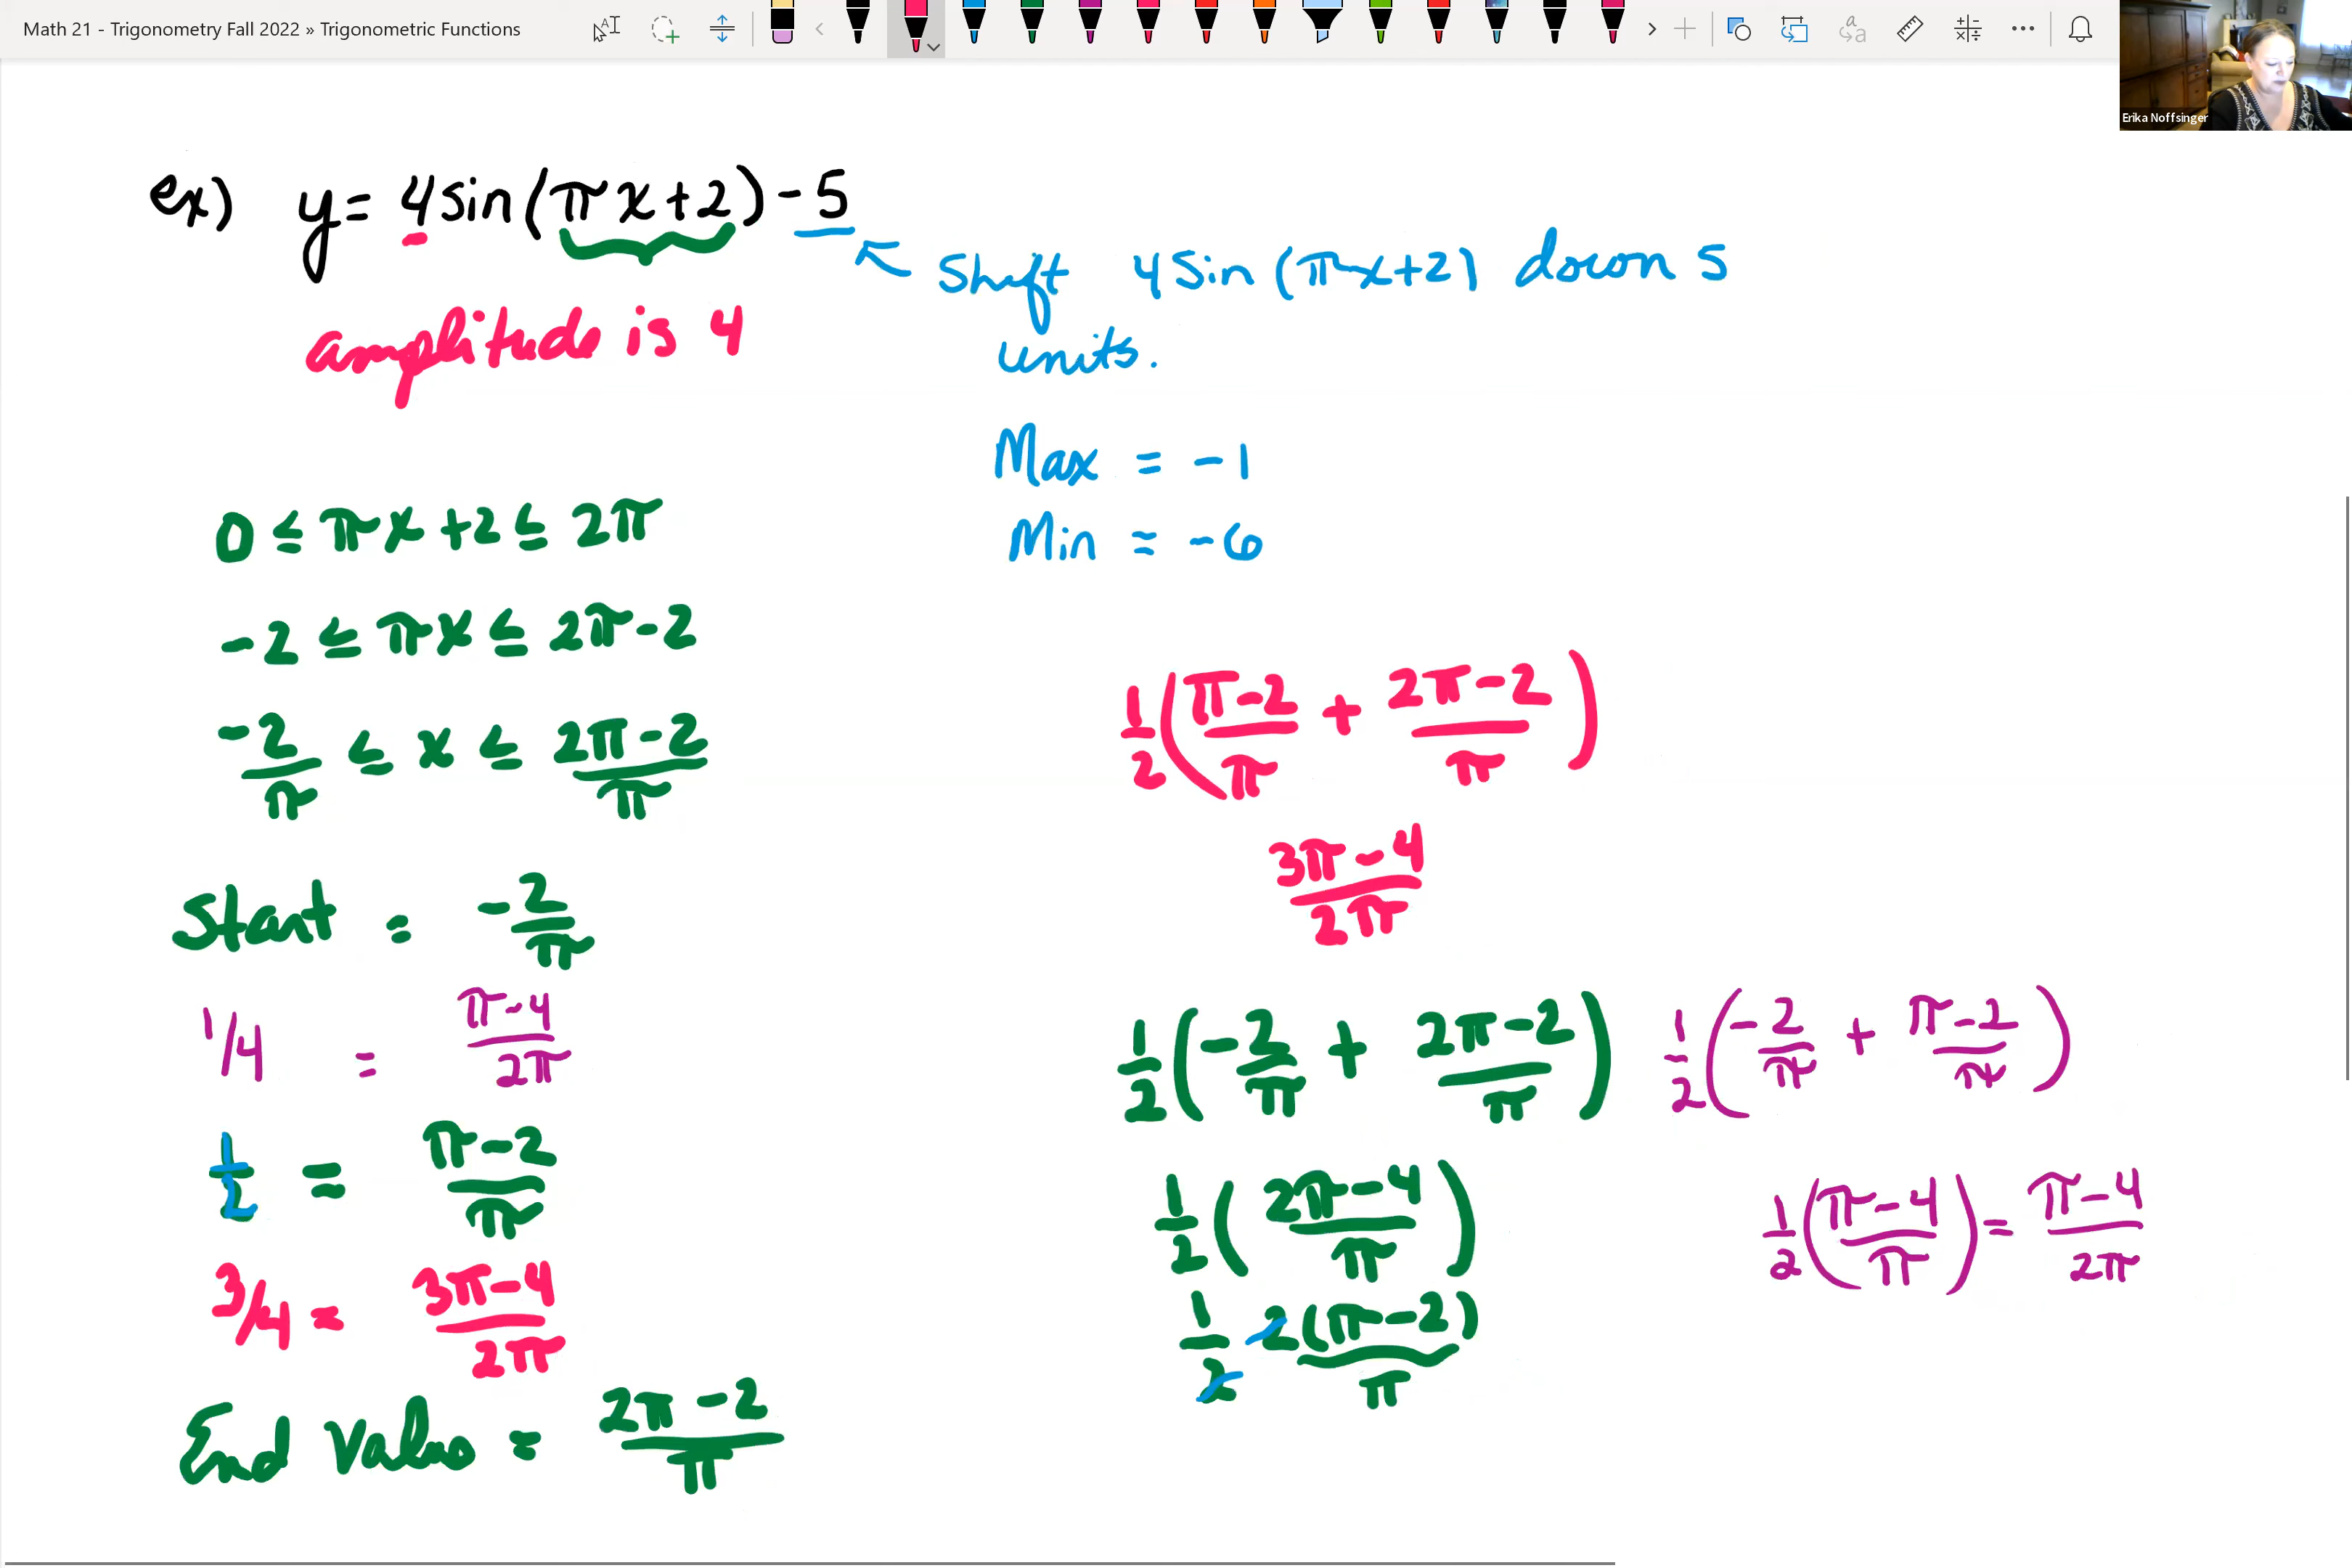 Math 21 - Trigonometry Fall 2022 » Trigonometric Functions
Erika Noffsinger
ex) y = 4 sin(πx+2) - 5
Shift 4 sin(πx+2) down 5
units.
amplitude is 4
Max = -1
Min = -6
0 ≤ πx + 2 ≤ 2π
-2 ≤ πx ≤ 2π-2
-2/π ≤ x ≤ (2π-2)/π
1/2 ((π-2)/π + (2π-2)/π)
(3π-4)/(2π)
Start = -2/π
1/4 = (π-4)/(2π)
1/2 = (π-2)/π
3/4 = (3π-4)/(2π)
End Value = (2π-2)/π
1/2 (-2/π + (2π-2)/π)
1/2 ((2π-4)/π)
1/2 2(π-2)/π
1/2 (-2/π + (π-2)/π)
1/2 ((π-4)/π) = (π-4)/(2π)